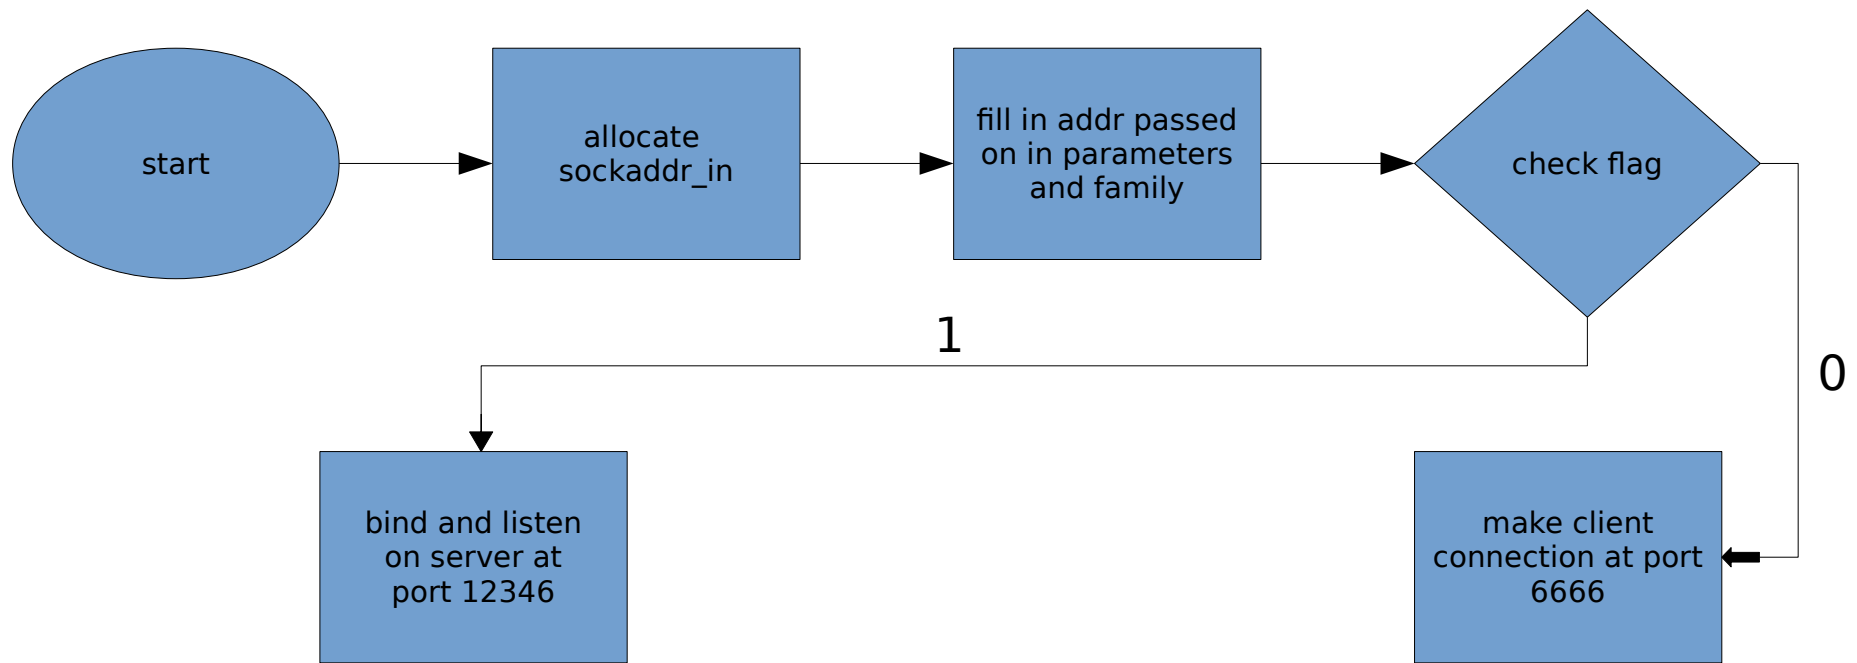 start
allocate
sockaddr_in
fill in addr passed
on in parameters
and family
check flag
1
0
bind and listen
on server at
port 12346
make client
connection at port
6666